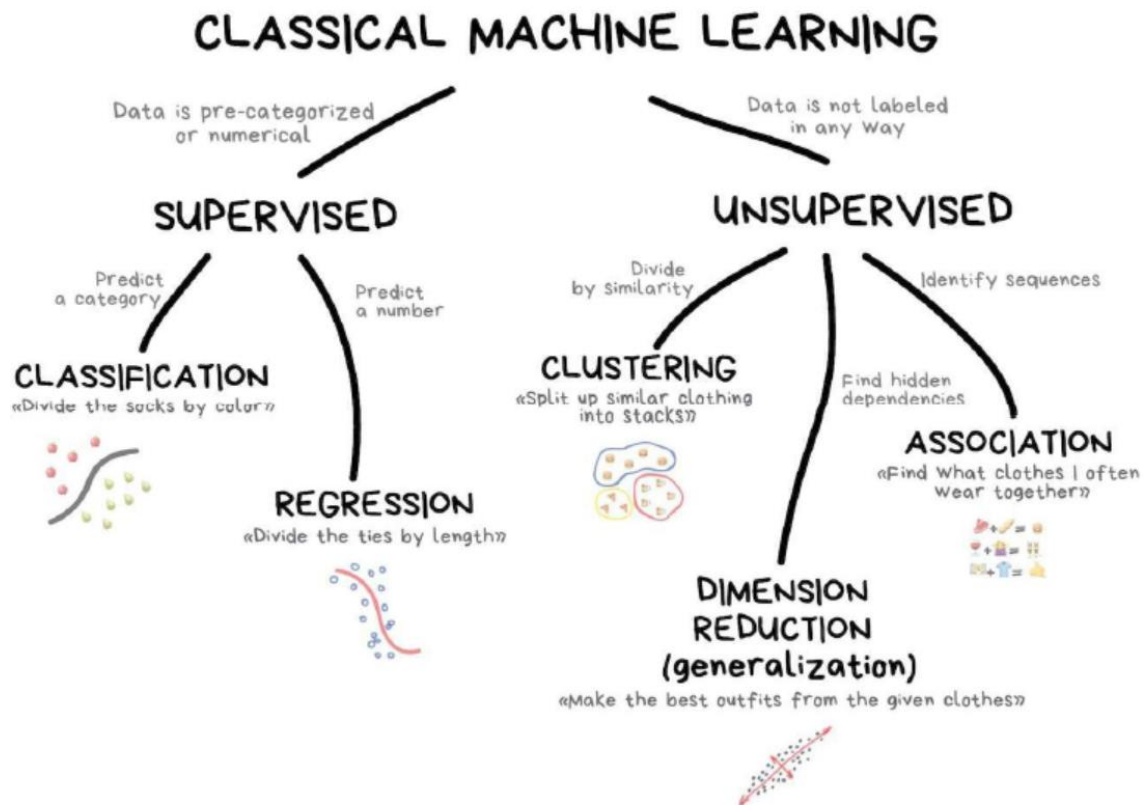 CLASSICAL MACHINE LEARNING
Data is pre-categorized
or numerical
Data is not labeled
in any way
SUPERVISED
UNSUPERVISED
Predict
a category
Predict
a number
Divide
by similarity
Identify sequences
CLASSIFICATION
«Divide the socks by color»
CLUSTERING
«Split up similar clothing
into stacks»
Find hidden
dependencies
ASSOCIATION
«Find what clothes I often
wear together»
REGRESSION
«Divide the ties by length»
+ =
+ =
+ =
DIMENSION
REDUCTION
(generalization)
«Make the best outfits from the given clothes»